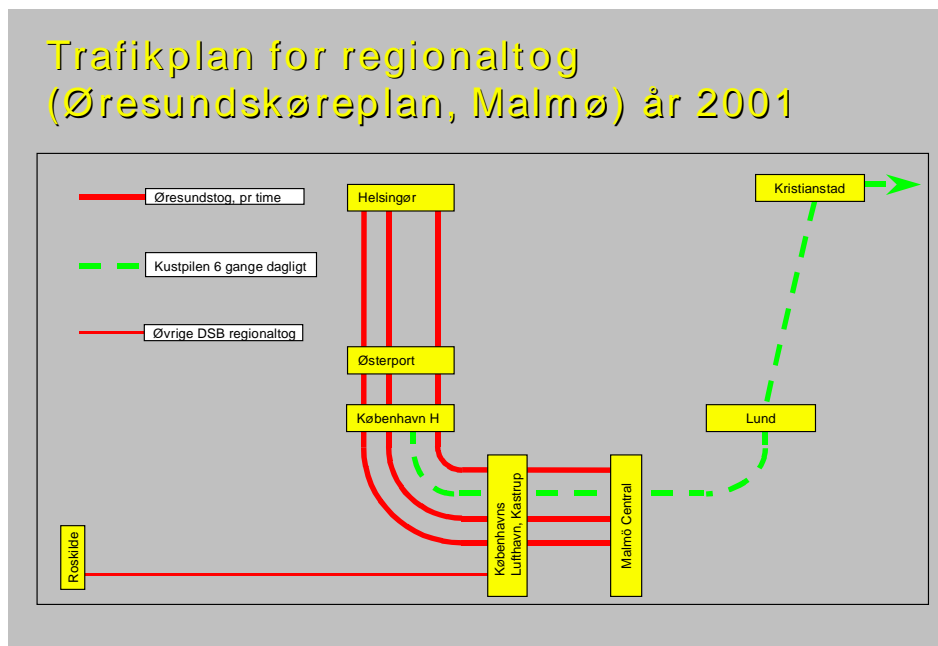 Trafikplan for regionaltog
(Øresundskøreplan, Malmø) år 2001
Øresundstog, pr time
Kustpilen 6 gange dagligt
Øvrige DSB regionaltog
Helsingør
Østerport
København H
Kristianstad
Lund
Københavns
Lufthavn, Kastrup
Malmö Central
Roskilde